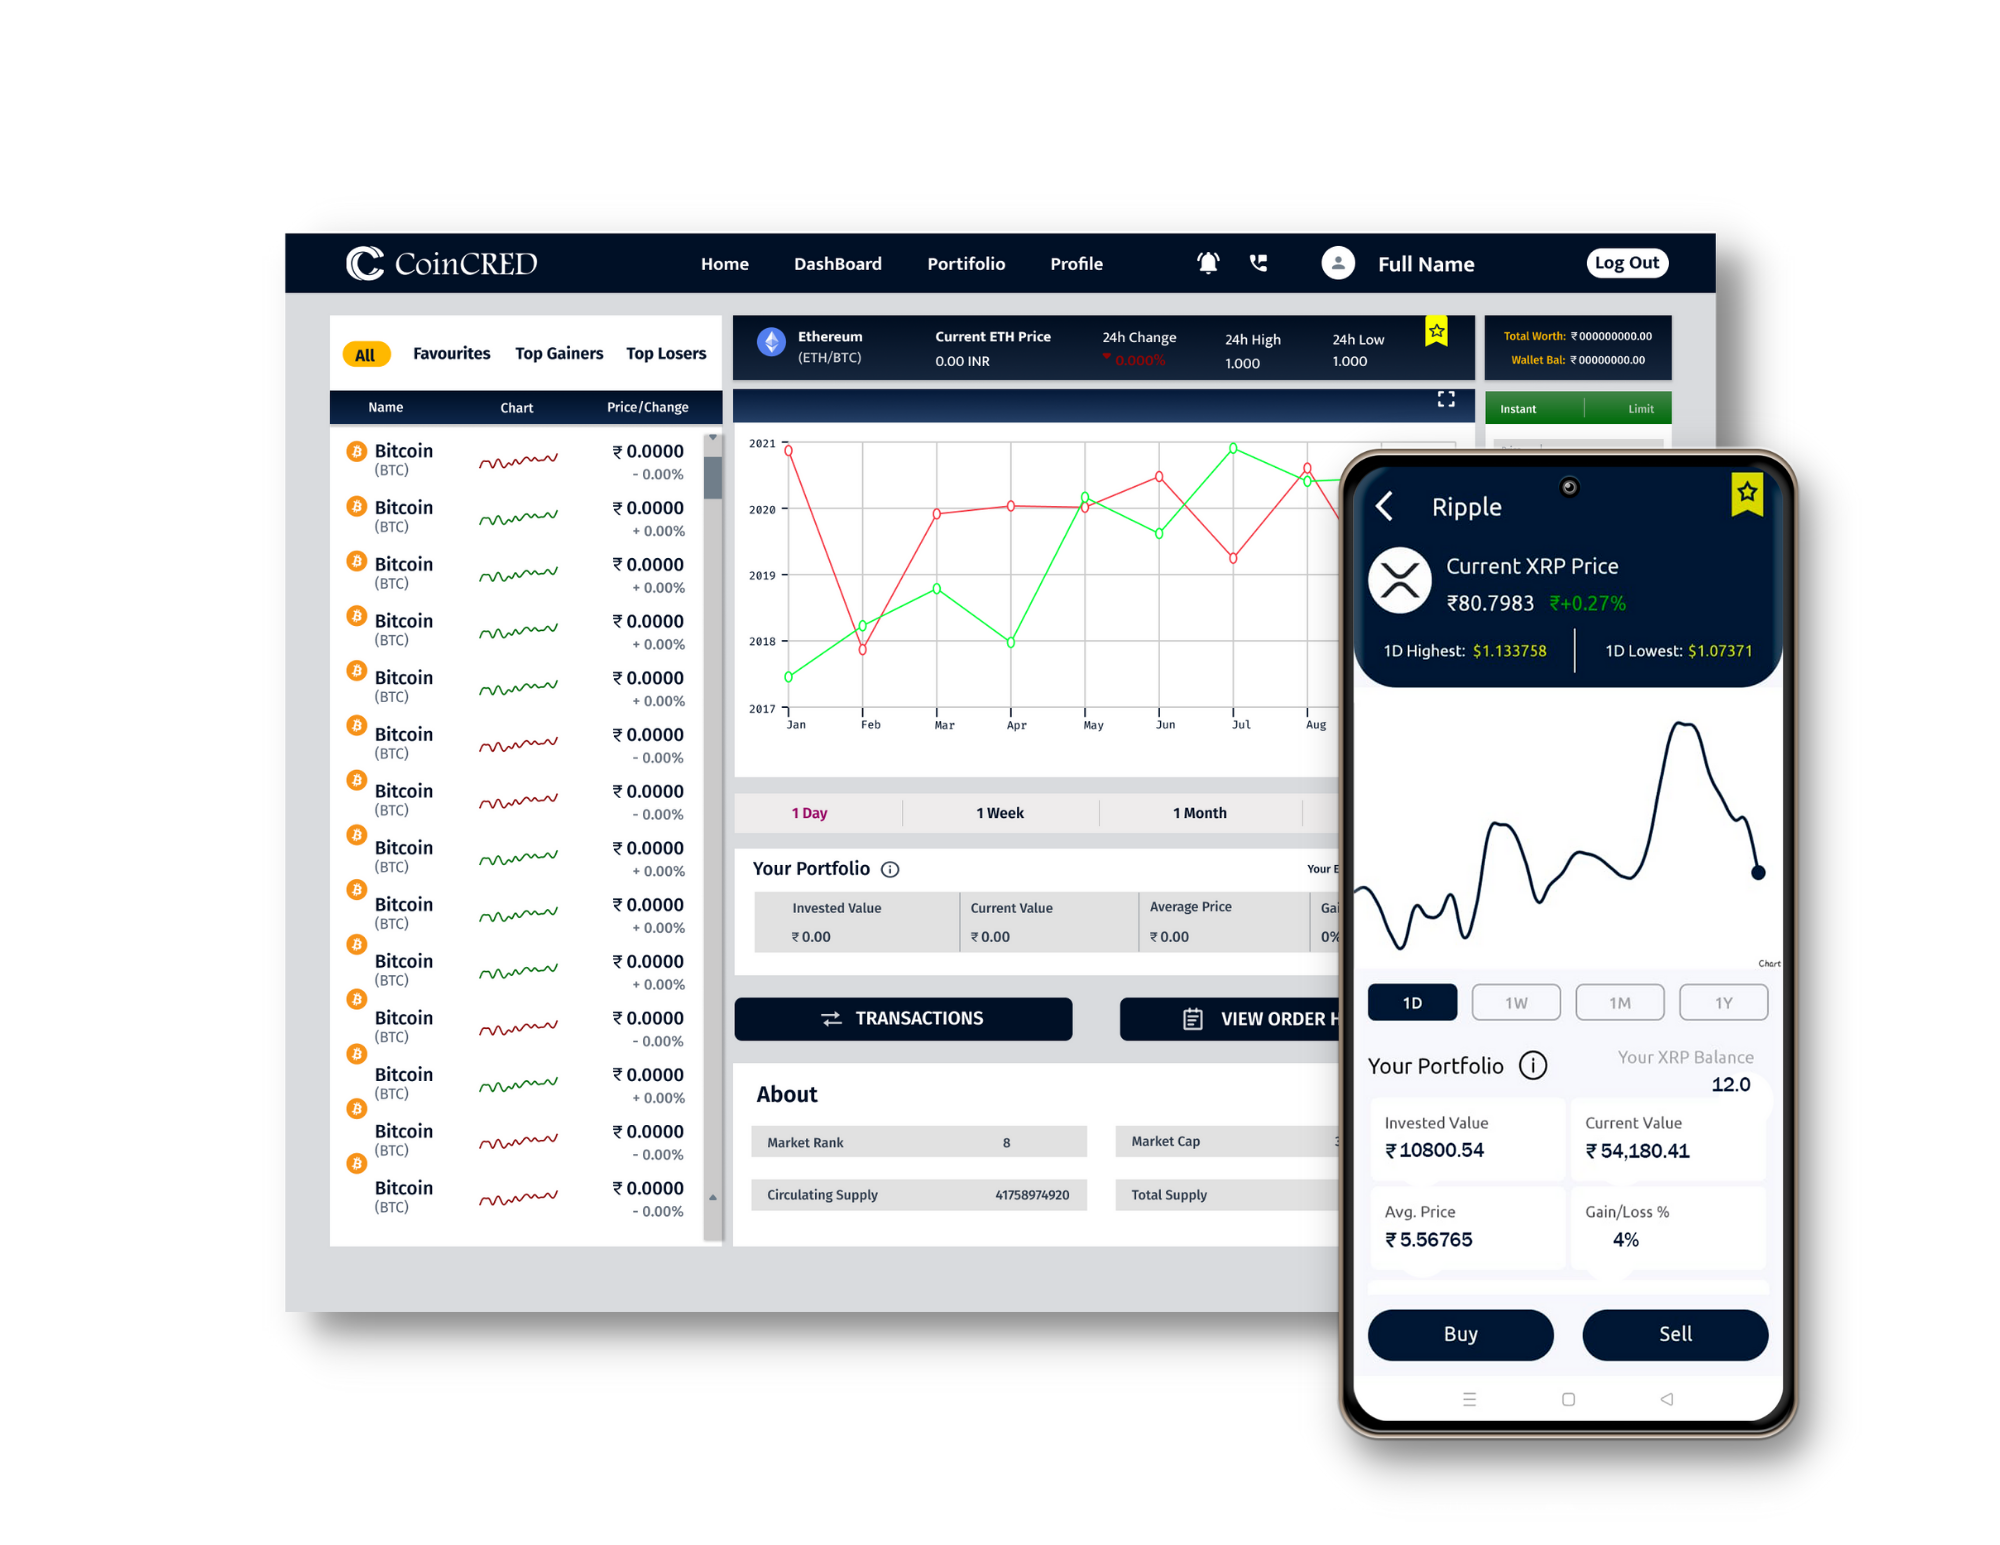 CoinCRED
Home DashBoard Portifolio Profile Full Name Log Out
All Favourites Top Gainers Top Losers
Name Chart Price/Change
Bitcoin ₹ 0.0000
(BTC) - 0.00%
Bitcoin ₹ 0.0000
(BTC) + 0.00%
Bitcoin ₹ 0.0000
(BTC) + 0.00%
Bitcoin ₹ 0.0000
(BTC) + 0.00%
Bitcoin ₹ 0.0000
(BTC) + 0.00%
Bitcoin ₹ 0.0000
(BTC) - 0.00%
Bitcoin ₹ 0.0000
(BTC) - 0.00%
Bitcoin ₹ 0.0000
(BTC) + 0.00%
Bitcoin ₹ 0.0000
(BTC) + 0.00%
Bitcoin ₹ 0.0000
(BTC) + 0.00%
Bitcoin ₹ 0.0000
(BTC) - 0.00%
Bitcoin ₹ 0.0000
(BTC) + 0.00%
Bitcoin ₹ 0.0000
(BTC) - 0.00%
Bitcoin ₹ 0.0000
(BTC) - 0.00%
Ethereum Current ETH Price 24h Change 24h High 24h Low
(ETH/BTC) 0.00 INR 0.000% 1.000 1.000
Total Worth: ₹ 000000000.00
Wallet Bal: ₹ 00000000.00
Instant Limit
2021
2020
2019
2018
2017
Jan Feb Mar Apr May Jun Jul Aug
1 Day 1 Week 1 Month
Your Portfolio Your
Invested Value Current Value Average Price
₹ 0.00 ₹ 0.00 ₹ 0.00 0%
TRANSACTIONS VIEW ORDER
About
Market Rank 8 Market Cap
Circulating Supply 41758974920 Total Supply
Ripple
Current XRP Price
₹80.7983 ₹+0.27%
1D Highest: $1.133758 1D Lowest: $1.07371
Chart
1D 1W 1M 1Y
Your Portfolio Your XRP Balance
12.0
Invested Value Current Value
₹ 10800.54 ₹ 54,180.41
Avg. Price Gain/Loss %
₹ 5.56765 4%
Buy Sell